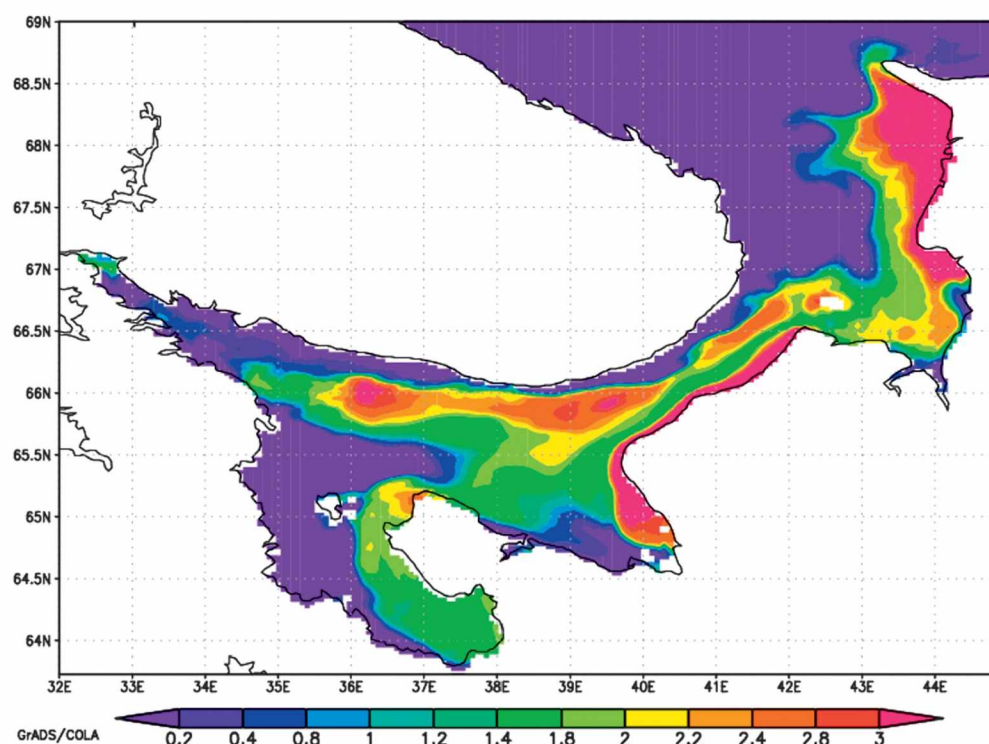 69N
68.5N
68N
67.5N
67N
66.5N
66N
65.5N
65N
64.5N
64N
32E 33E 34E 35E 36E 37E 38E 39E 40E 41E 42E 43E 44E
GrADS/COLA 0.2 0.4 0.8 1 1.2 1.4 1.8 2 2.2 2.4 2.8 3